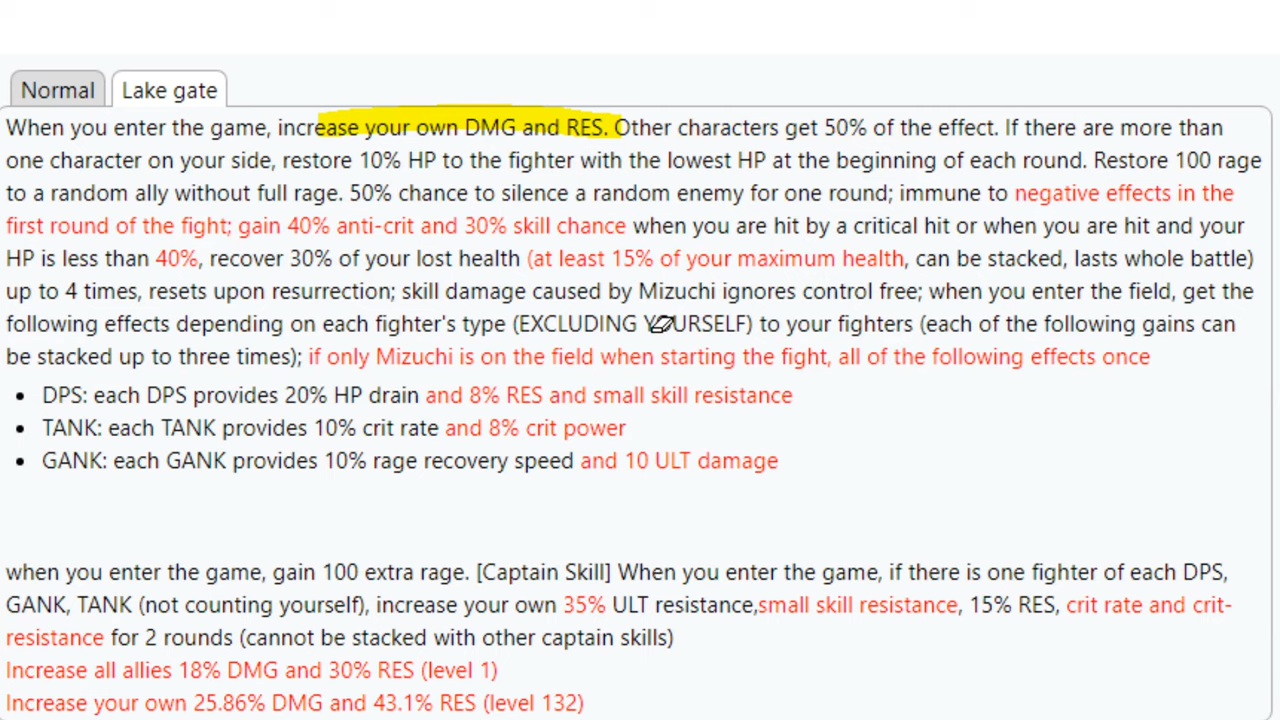 Normal
Lake gate
When you enter the game, increase your own DMG and RES. Other characters get 50% of the effect. If there are more than
one character on your side, restore 10% HP to the fighter with the lowest HP at the beginning of each round. Restore 100 rage
to a random ally without full rage. 50% chance to silence a random enemy for one round; immune to negative effects in the
first round of the fight; gain 40% anti-crit and 30% skill chance when you are hit by a critical hit or when you are hit and your
HP is less than 40%, recover 30% of your lost health (at least 15% of your maximum health, can be stacked, lasts whole battle)
up to 4 times, resets upon resurrection; skill damage caused by Mizuchi ignores control free; when you enter the field, get the
following effects depending on each fighter's type (EXCLUDING YOURSELF) to your fighters (each of the following gains can
be stacked up to three times); if only Mizuchi is on the field when starting the fight, all of the following effects once
• DPS: each DPS provides 20% HP drain and 8% RES and small skill resistance
• TANK: each TANK provides 10% crit rate and 8% crit power
• GANK: each GANK provides 10% rage recovery speed and 10 ULT damage
when you enter the game, gain 100 extra rage. [Captain Skill] When you enter the game, if there is one fighter of each DPS,
GANK, TANK (not counting yourself), increase your own 35% ULT resistance,small skill resistance, 15% RES, crit rate and crit-
resistance for 2 rounds (cannot be stacked with other captain skills)
Increase all allies 18% DMG and 30% RES (level 1)
Increase your own 25.86% DMG and 43.1% RES (level 132)